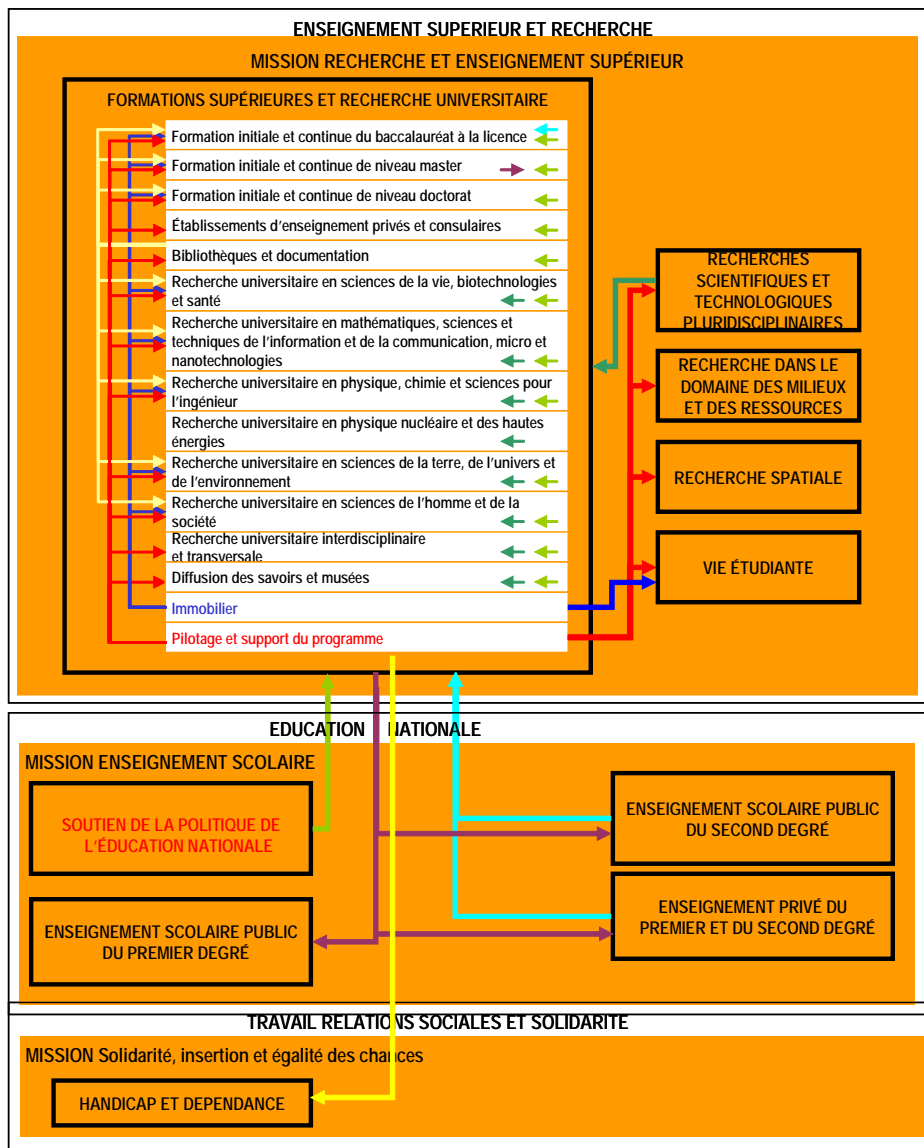 ENSEIGNEMENT SUPERIEUR ET RECHERCHE
MISSION RECHERCHE ET ENSEIGNEMENT SUPÉRIEUR
FORMATIONS SUPÉRIEURES ET RECHERCHE UNIVERSITAIRE
Formation initiale et continue du baccalauréat à la licence
Formation initiale et continue de niveau master
Formation initiale et continue de niveau doctorat
Établissements d'enseignement privés et consulaires
Bibliothèques et documentation
Recherche universitaire en sciences de la vie, biotechnologies
et santé
Recherche universitaire en mathématiques, sciences et
techniques de l'information et de la communication, micro et
nanotechnologies
Recherche universitaire en physique, chimie et sciences pour
l'ingénieur
Recherche universitaire en physique nucléaire et des hautes
énergies
Recherche universitaire en sciences de la terre, de l'univers et
de l'environnement
Recherche universitaire en sciences de l'homme et de la
société
Recherche universitaire interdisciplinaire
et transversale
Diffusion des savoirs et musées
Immobilier
Pilotage et support du programme
RECHERCHES
SCIENTIFIQUES ET
TECHNOLOGIQUES
PLURIDISCIPLINAIRES
RECHERCHE DANS LE
DOMAINE DES MILIEUX
ET DES RESSOURCES
RECHERCHE SPATIALE
VIE ÉTUDIANTE
EDUCATION NATIONALE
MISSION ENSEIGNEMENT SCOLAIRE
SOUTIEN DE LA POLITIQUE DE
L'ÉDUCATION NATIONALE
ENSEIGNEMENT SCOLAIRE PUBLIC
DU SECOND DEGRÉ
ENSEIGNEMENT SCOLAIRE PUBLIC
DU PREMIER DEGRÉ
ENSEIGNEMENT PRIVÉ DU
PREMIER ET DU SECOND DEGRÉ
TRAVAIL RELATIONS SOCIALES ET SOLIDARITE
MISSION Solidarité, insertion et égalité des chances
HANDICAP ET DEPENDANCE